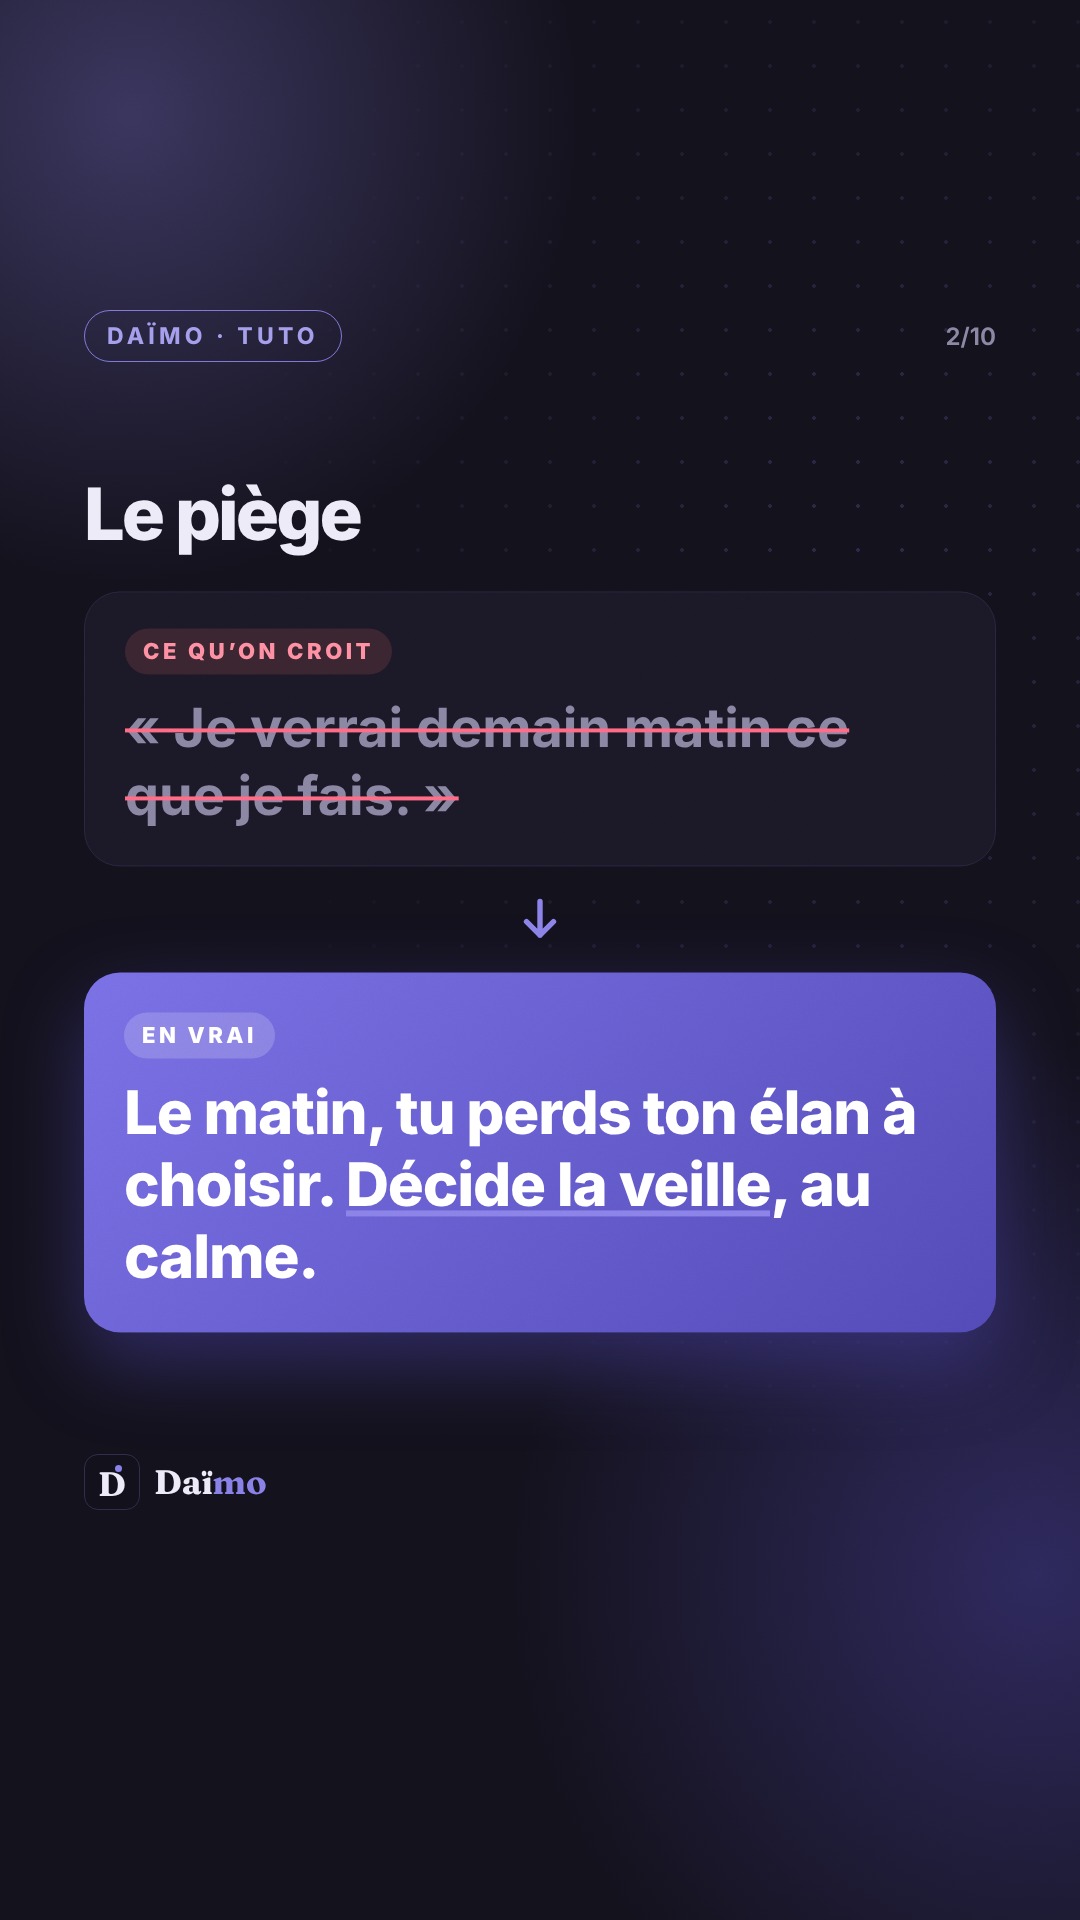 DAÏMO · TUTO
2/10
Le piège
CE QU’ON CROIT
« Je verrai demain matin ce
que je fais. »
EN VRAI
Le matin, tu perds ton élan à
choisir. Décide la veille, au
calme.
D
Daïmo